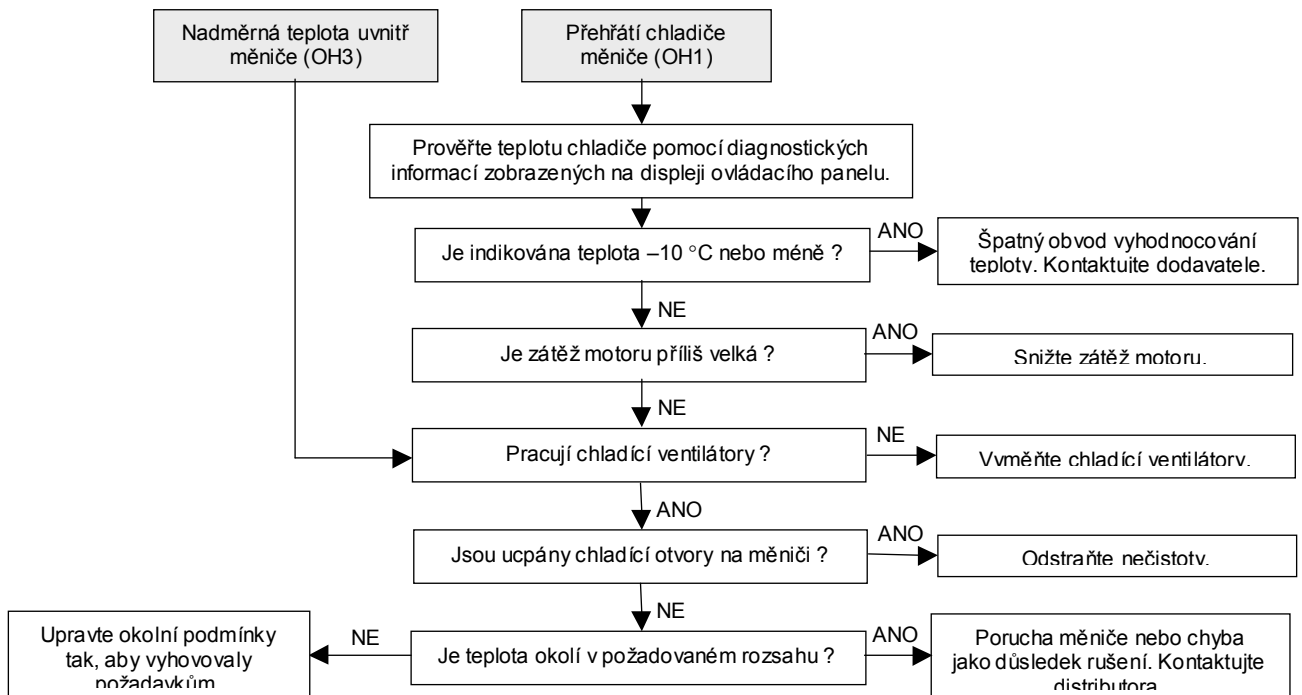 Nadměrná teplota uvnitř
měniče (OH3)
Přehřátí chladiče
měniče (OH1)
Prověřte teplotu chladiče pomocí diagnostických
informací zobrazených na displeji ovládacího panelu.
Je indikována teplota –10 °C nebo méně ?
ANO
Špatný obvod vyhodnocování
teploty. Kontaktujte dodavatele.
NE
Je zátěž motoru příliš velká ?
ANO
Snižte zátěž motoru.
NE
Pracují chladící ventilátory ?
NE
Vyměňte chladící ventilátory.
ANO
Jsou ucpány chladící otvory na měniči ?
ANO
Odstraňte nečistoty.
NE
Upravte okolní podmínky
tak, aby vyhovovaly
požadavkům
NE
Je teplota okolí v požadovaném rozsahu ?
ANO
Porucha měniče nebo chyba
jako důsledek rušení. Kontaktujte
distributora